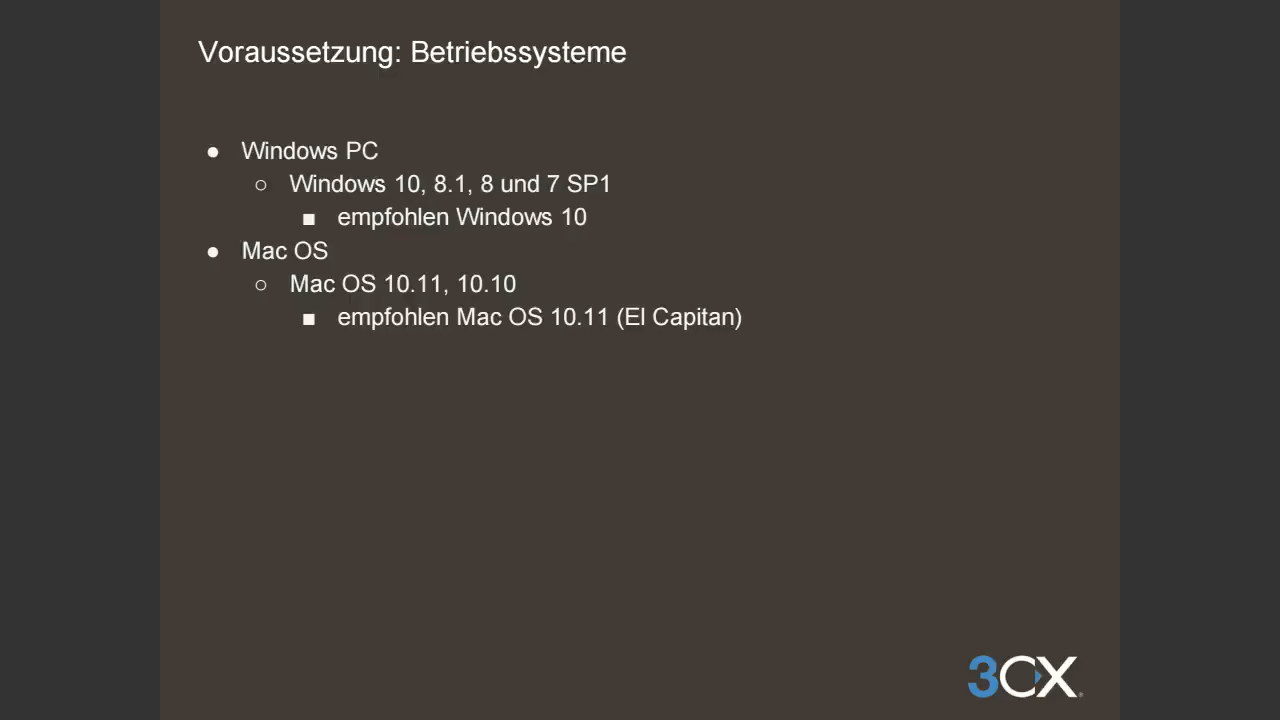 Voraussetzung: Betriebssysteme
● Windows PC
○ Windows 10, 8.1, 8 und 7 SP1
■ empfohlen Windows 10
● Mac OS
○ Mac OS 10.11, 10.10
■ empfohlen Mac OS 10.11 (El Capitan)
3CX®